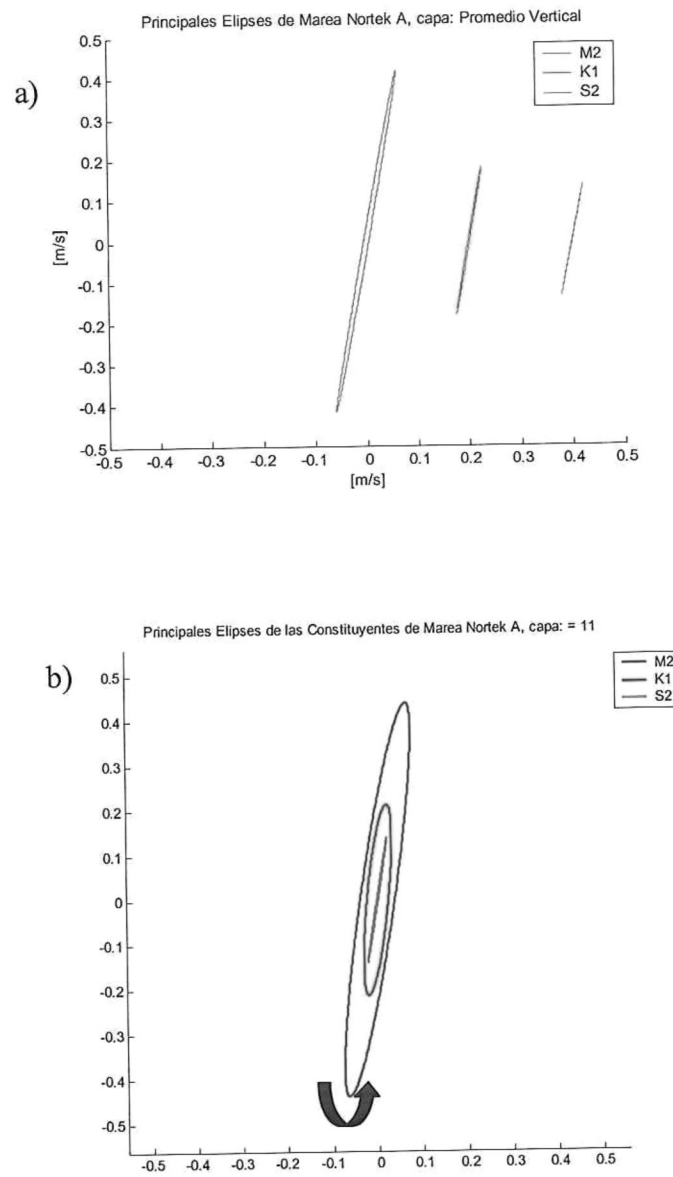 Principales Elipses de Marea Nortek A, capa: Promedio Vertical
a)
M2
K1
S2
0.5
0.4
0.3
0.2
0.1
0
-0.1
-0.2
-0.3
-0.4
-0.5
[m/s]
-0.5 -0.4 -0.3 -0.2 -0.1 0 0.1 0.2 0.3 0.4 0.5
[m/s]
Principales Elipses de las Constituyentes de Marea Nortek A, capa: = 11
b)
M2
K1
S2
0.5
0.4
0.3
0.2
0.1
0
-0.1
-0.2
-0.3
-0.4
-0.5
-0.5 -0.4 -0.3 -0.2 -0.1 0 0.1 0.2 0.3 0.4 0.5